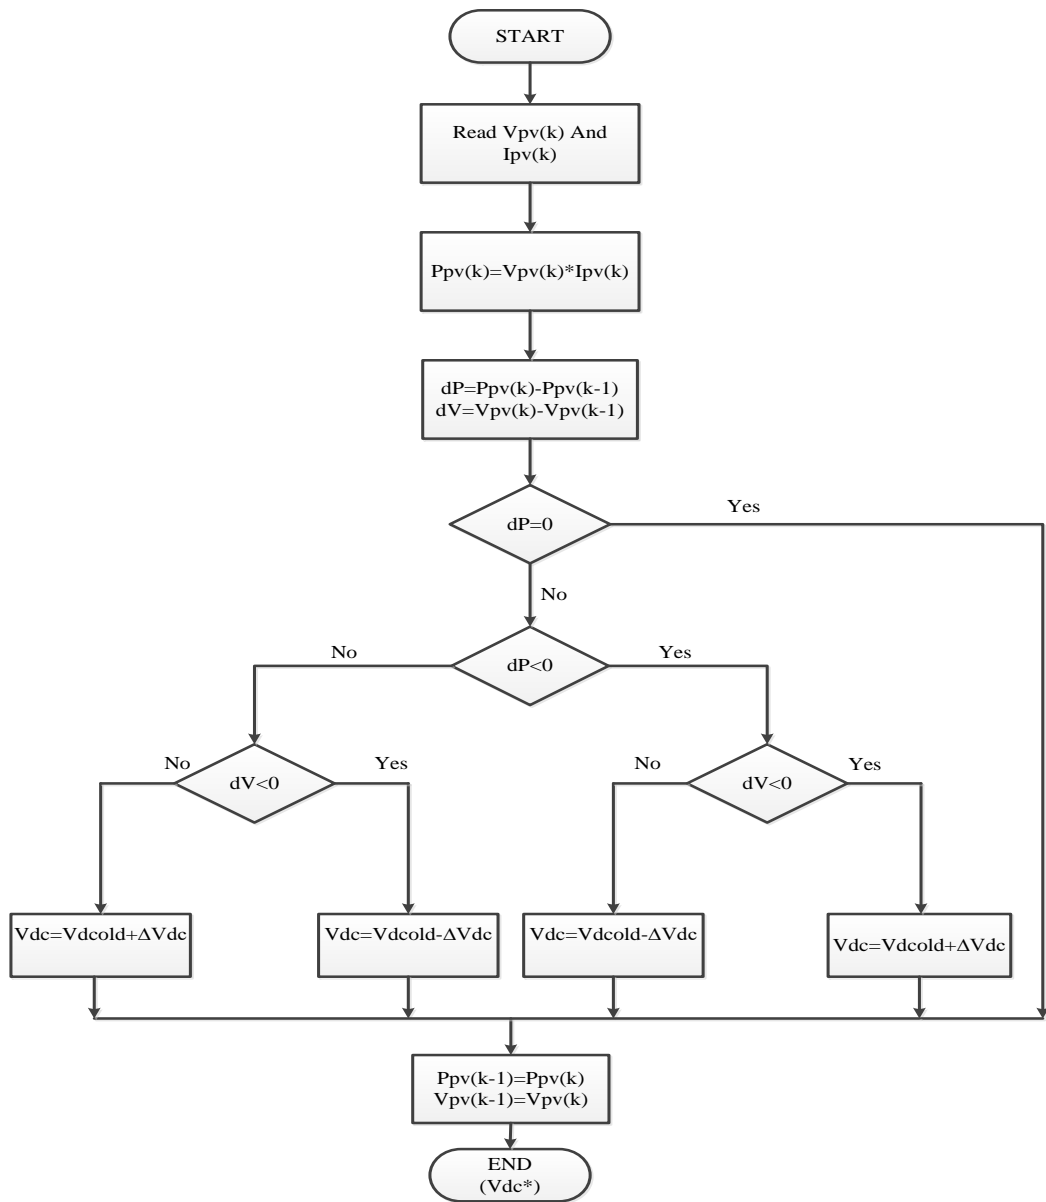 START
Read Vpv(k) And
Ipv(k)
Ppv(k)=Vpv(k)*Ipv(k)
dP=Ppv(k)-Ppv(k-1)
dV=Vpv(k)-Vpv(k-1)
dP=0
Yes
No
No
dP<0
Yes
No
dV<0
Yes
No
dV<0
Yes
Vdc=Vdcold+ΔVdc
Vdc=Vdcold-ΔVdc
Vdc=Vdcold-ΔVdc
Vdc=Vdcold+ΔVdc
Ppv(k-1)=Ppv(k)
Vpv(k-1)=Vpv(k)
END
(Vdc*)